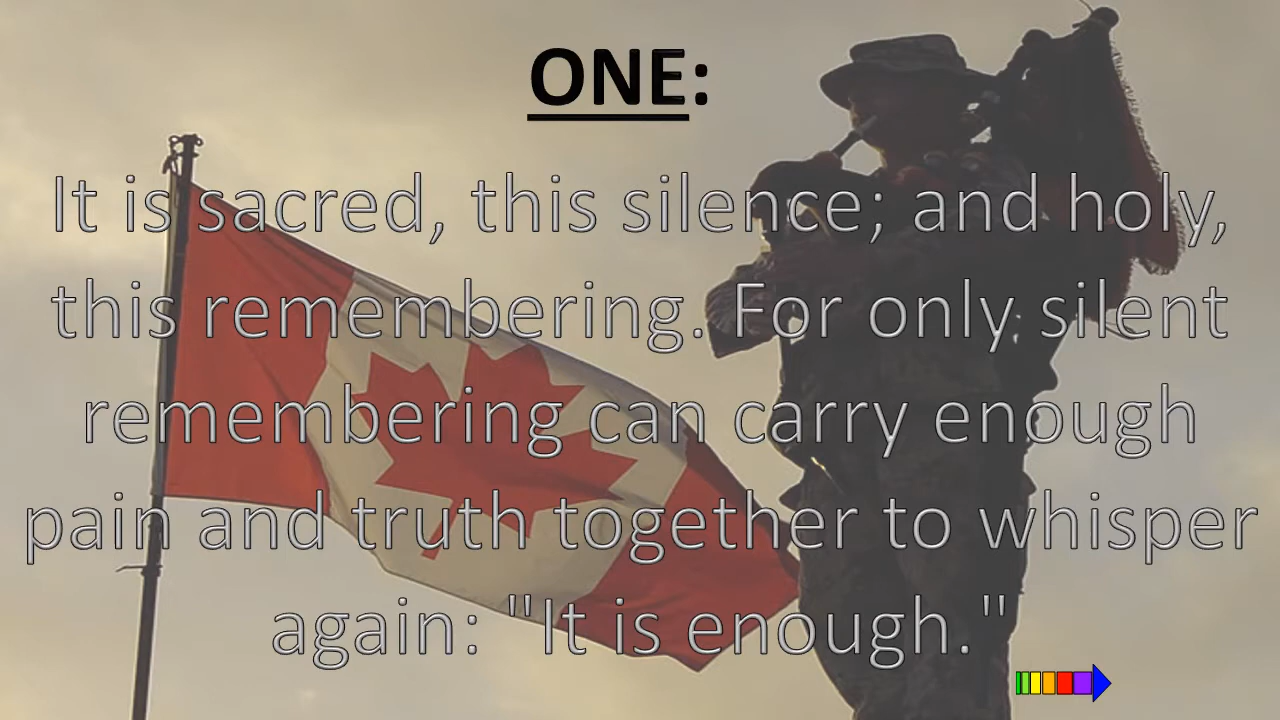 ONE:
It is sacred, this silence; and holy,
this remembering. For only silent
remembering can carry enough
pain and truth together to whisper
again: "It is enough."